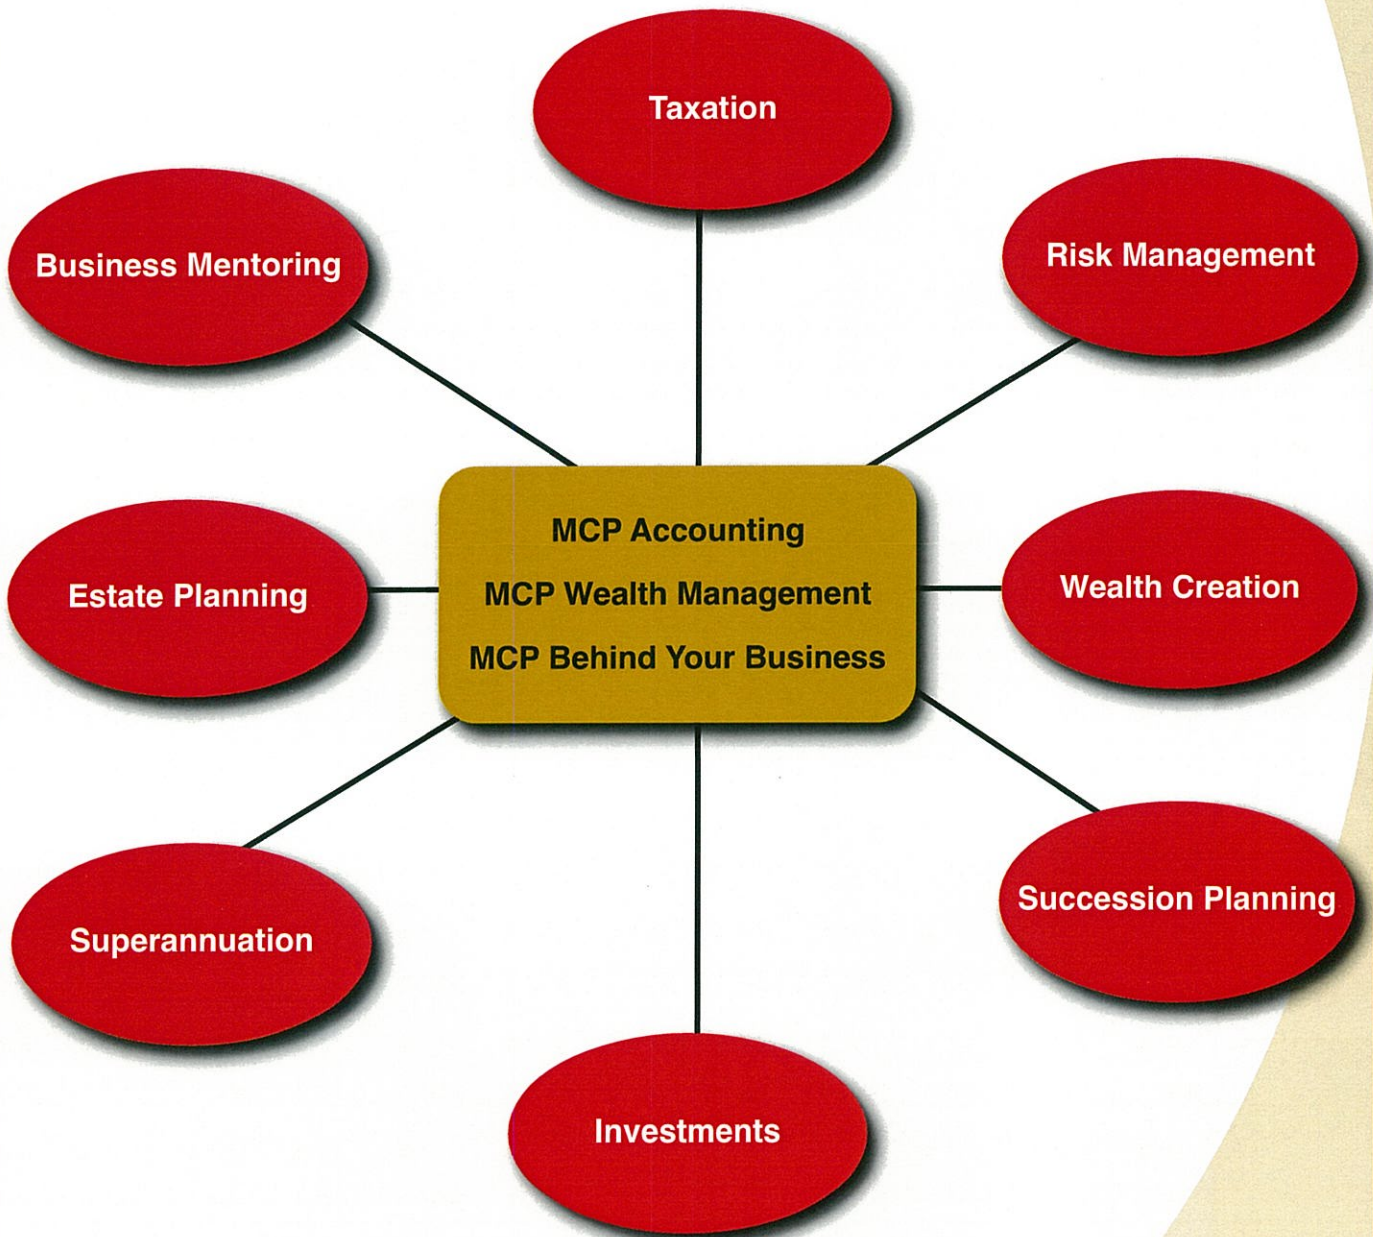 Taxation
Business Mentoring
Risk Management
MCP Accounting
MCP Wealth Management
MCP Behind Your Business
Estate Planning
Wealth Creation
Superannuation
Succession Planning
Investments